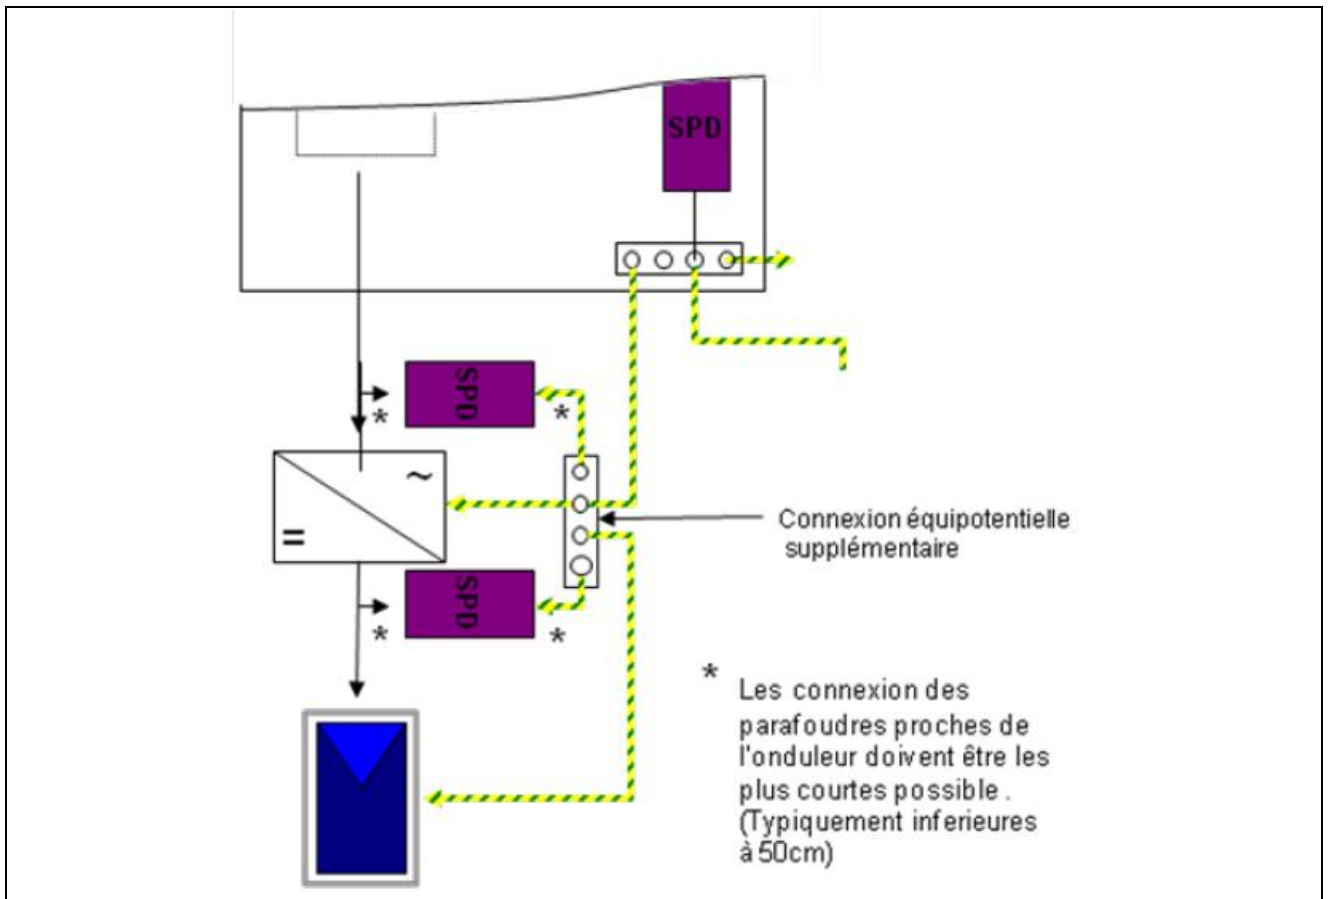 SPD
*
SPD
*
~
=
Connexion équipotentielle
supplémentaire
SPD
*
*
*
Les connexion des
parafoudres proches de
l'onduleur doivent être les
plus courtes possible .
(Typiquement inferieures
à 50cm)